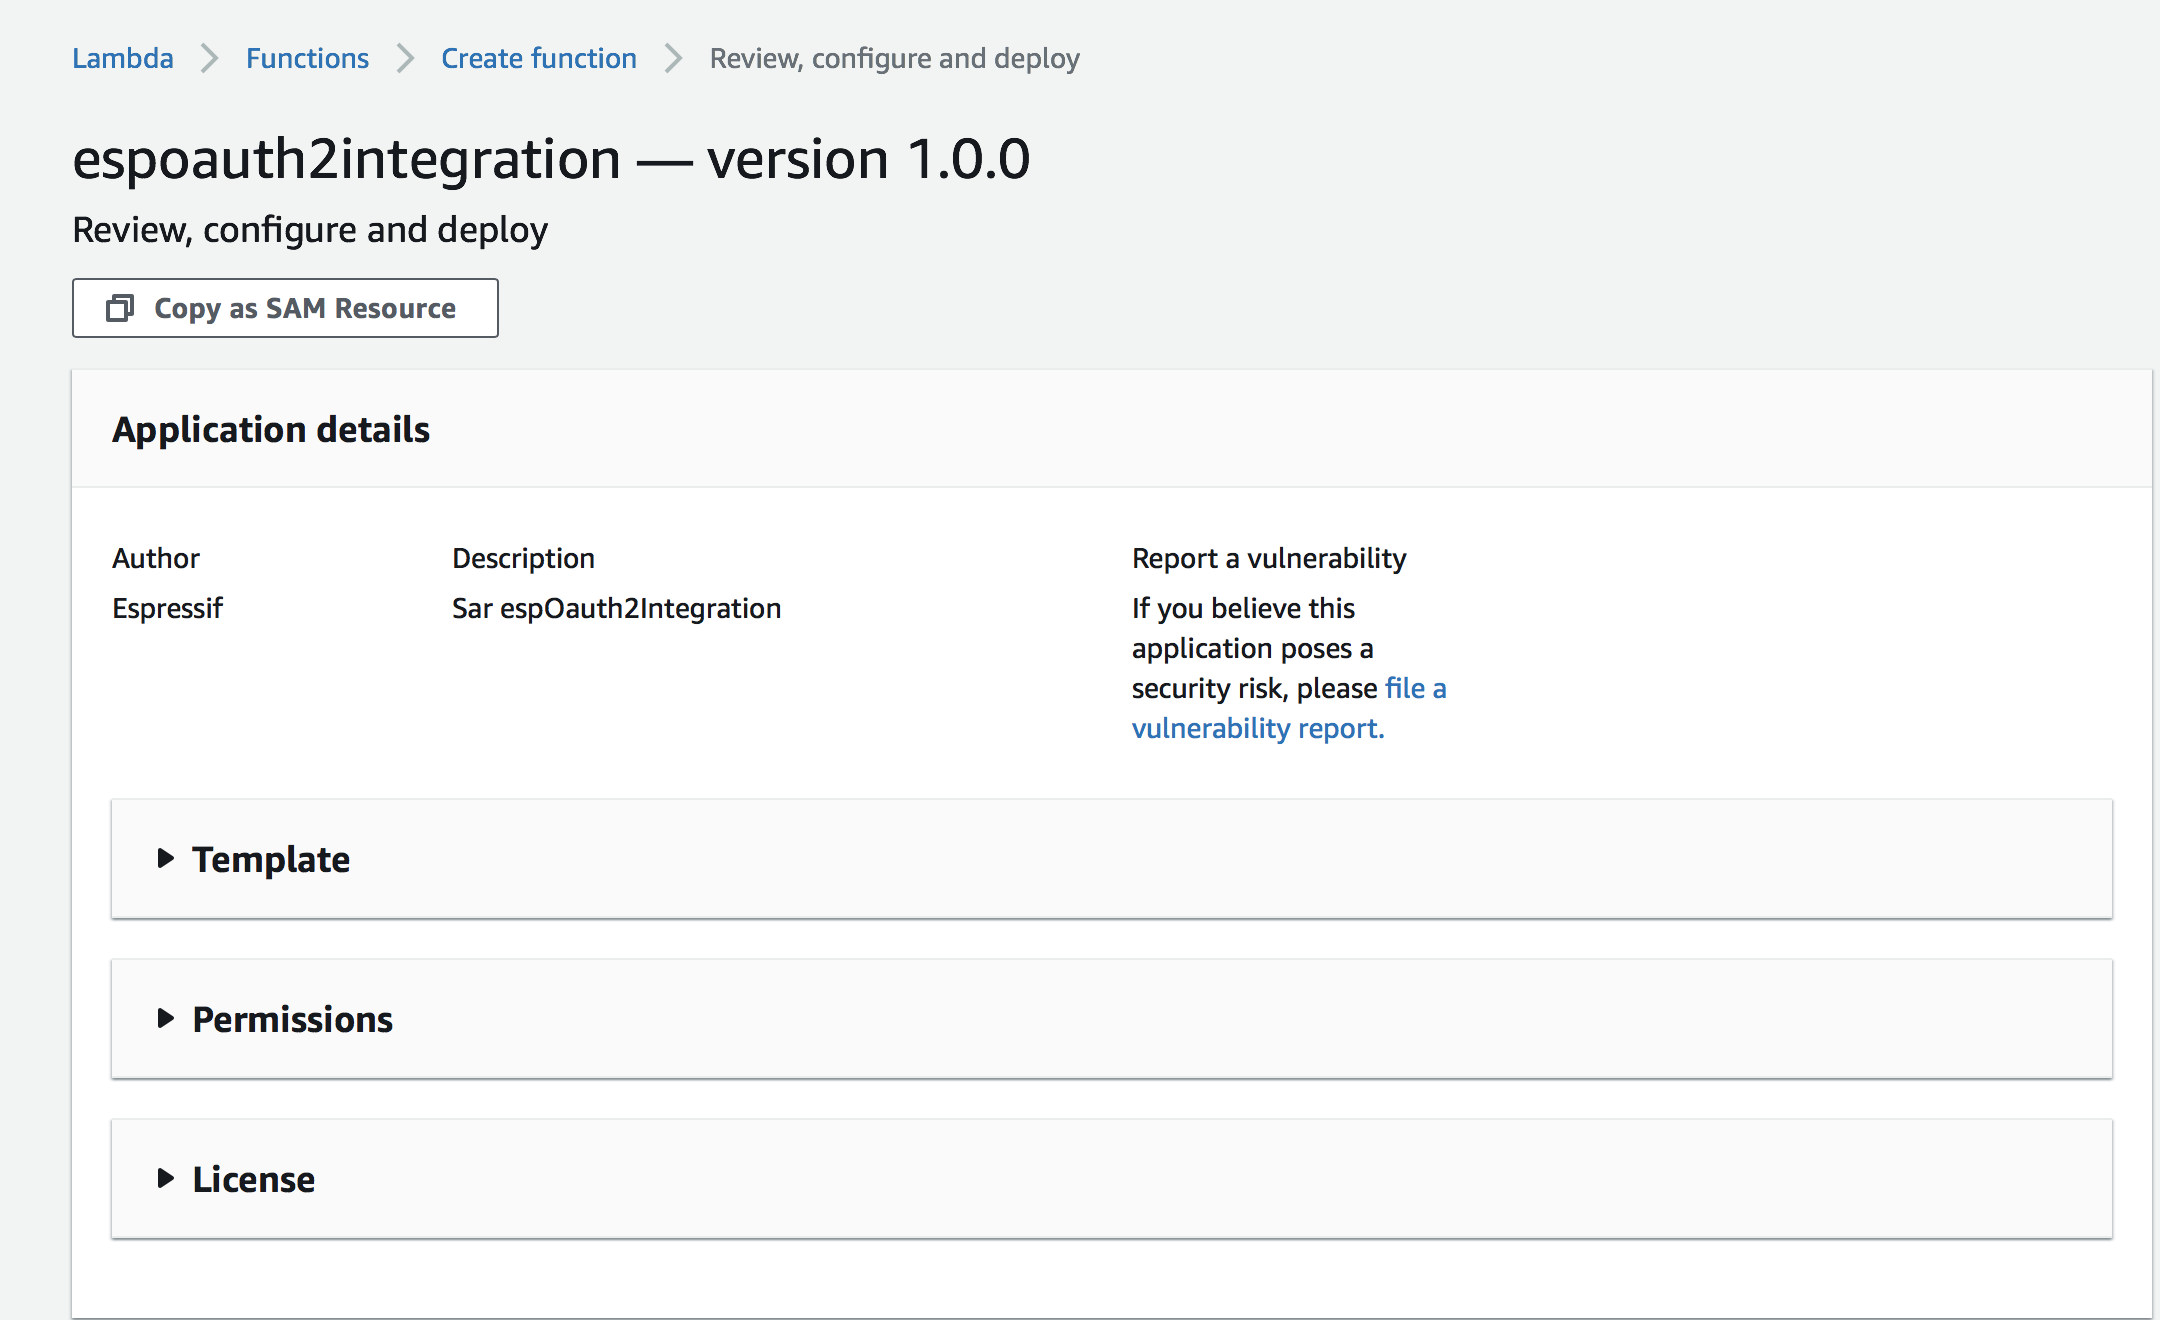 Lambda > Functions > Create function > Review, configure and deploy
espoauth2integration — version 1.0.0
Review, configure and deploy
Copy as SAM Resource
Application details
Author
Espressif
Description
Sar espOauth2Integration
Report a vulnerability
If you believe this
application poses a
security risk, please file a
vulnerability report.
Template
Permissions
License